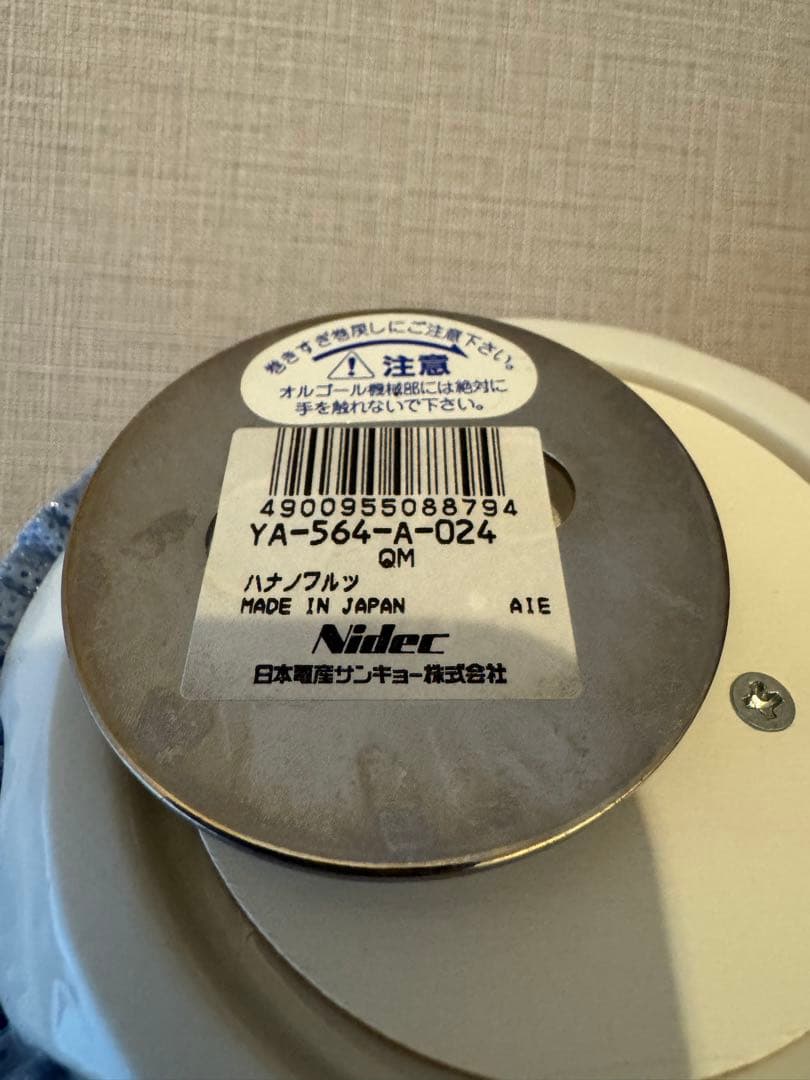 巻きすぎ巻戻しにご注意下さい。
注意
オルゴール機械部には絶対に
手を触れないで下さい。
4900955088794
YA-564-A-024
QM
ハナノワルツ
MADE IN JAPAN AIE
Nidec
日本電産サンキョー株式会社